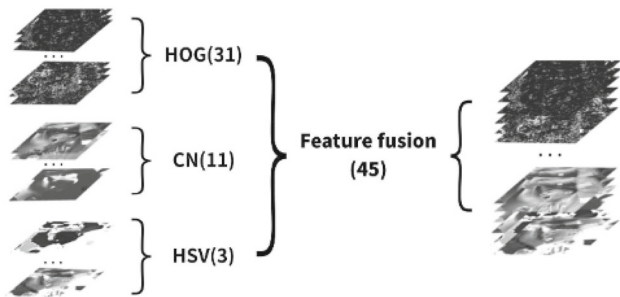 HOG(31)
CN(11)
HSV(3)
Feature fusion
(45)